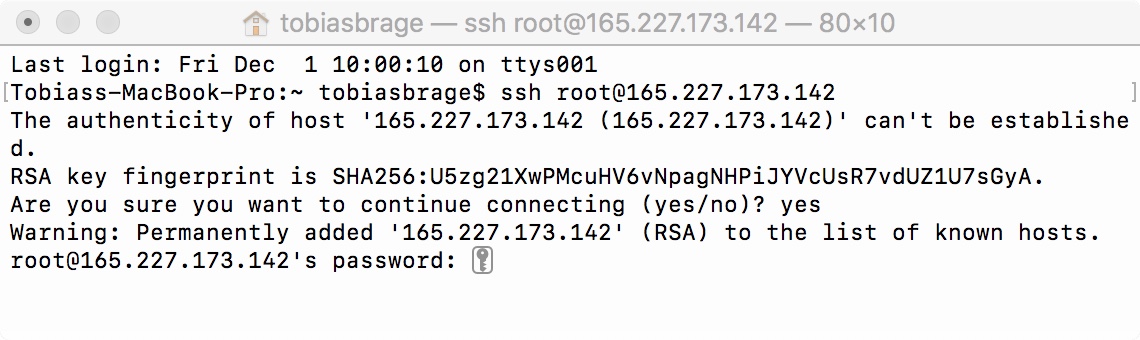 tobiasbrage — ssh root@165.227.173.142 — 80×10
Last login: Fri Dec  1 10:00:10 on ttys001
[Tobiass-MacBook-Pro:~ tobiasbrage$ ssh root@165.227.173.142 ]
The authenticity of host '165.227.173.142 (165.227.173.142)' can't be establishe
d.
RSA key fingerprint is SHA256:U5zg21XwPMcuHV6vNpagNHPiJYVcUsR7vdUZ1U7sGyA.
Are you sure you want to continue connecting (yes/no)? yes
Warning: Permanently added '165.227.173.142' (RSA) to the list of known hosts.
root@165.227.173.142's password: